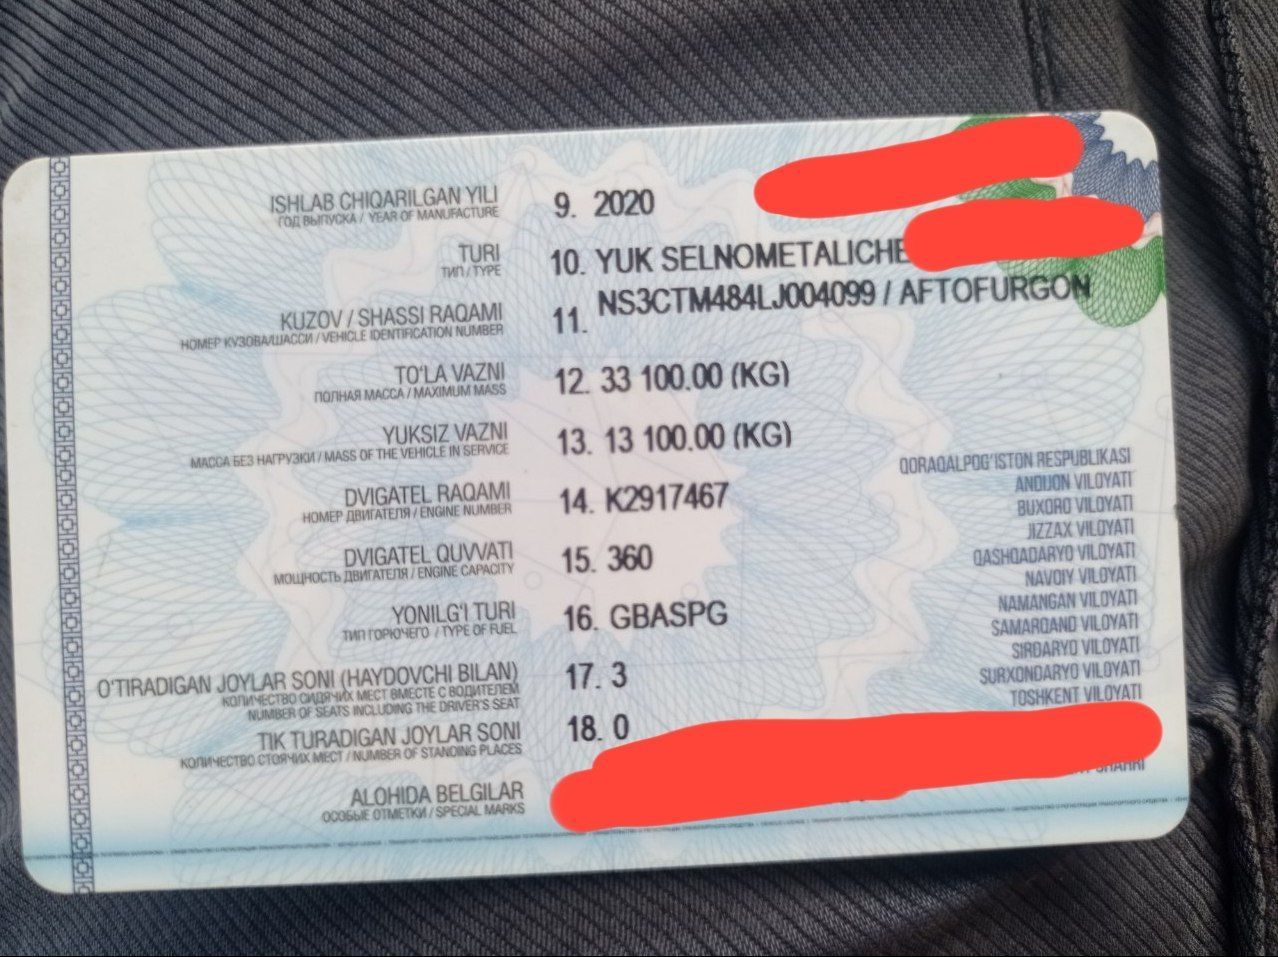 ISHLAB CHIQARILGAN YILI
ГОД ВЫПУСКА / YEAR OF MANUFACTURE
9. 2020
TURI
ТИП / TYPE
10. YUK SELNOMETALICHE
KUZOV / SHASSI RAQAMI
НОМЕР КУЗОВА/ШАССИ / VEHICLE IDENTIFICATION NUMBER
11. NS3CTM484LJ004099 / AFTOFURGON
TO'LA VAZNI
ПОЛНАЯ МАССА / MAXIMUM MASS
12. 33 100.00 (KG)
YUKSIZ VAZNI
МАССА БЕЗ НАГРУЗКИ / MASS OF THE VEHICLE IN SERVICE
13. 13 100.00 (KG)
DVIGATEL RAQAMI
НОМЕР ДВИГАТЕЛЯ / ENGINE NUMBER
14. K2917467
DVIGATEL QUVVATI
МОЩНОСТЬ ДВИГАТЕЛЯ / ENGINE CAPACITY
15. 360
YONILG'I TURI
ТИП ГОРЮЧЕГО / TYPE OF FUEL
16. GBASPG
O'TIRADIGAN JOYLAR SONI (HAYDOVCHI BILAN)
КОЛИЧЕСТВО СИДЯЧИХ МЕСТ ВМЕСТЕ С ВОДИТЕЛЕМ
NUMBER OF SEATS INCLUDING THE DRIVER'S SEAT
17. 3
TIK TURADIGAN JOYLAR SONI
КОЛИЧЕСТВО СТОЯЧИХ МЕСТ / NUMBER OF STANDING PLACES
18. 0
ALOHIDA BELGILAR
ОСОБЫЕ ОТМЕТКИ / SPECIAL MARKS
QORAQALPOG'ISTON RESPUBLIKASI
ANDIJON VILOYATI
BUXORO VILOYATI
JIZZAX VILOYATI
QASHQADARYO VILOYATI
NAVOIY VILOYATI
NAMANGAN VILOYATI
SAMARQAND VILOYATI
SIRDARYO VILOYATI
SURXONDARYO VILOYATI
TOSHKENT VILOYATI